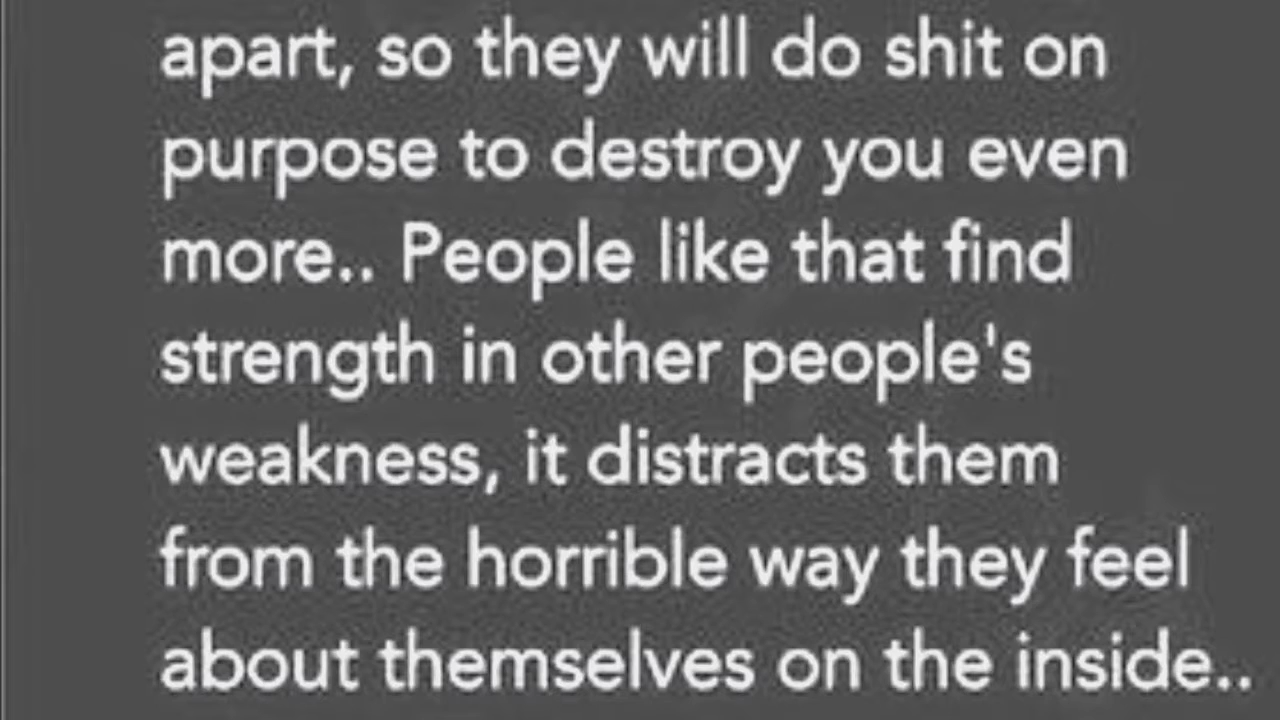 apart, so they will do shit on
purpose to destroy you even
more.. People like that find
strength in other people's
weakness, it distracts them
from the horrible way they feel
about themselves on the inside..